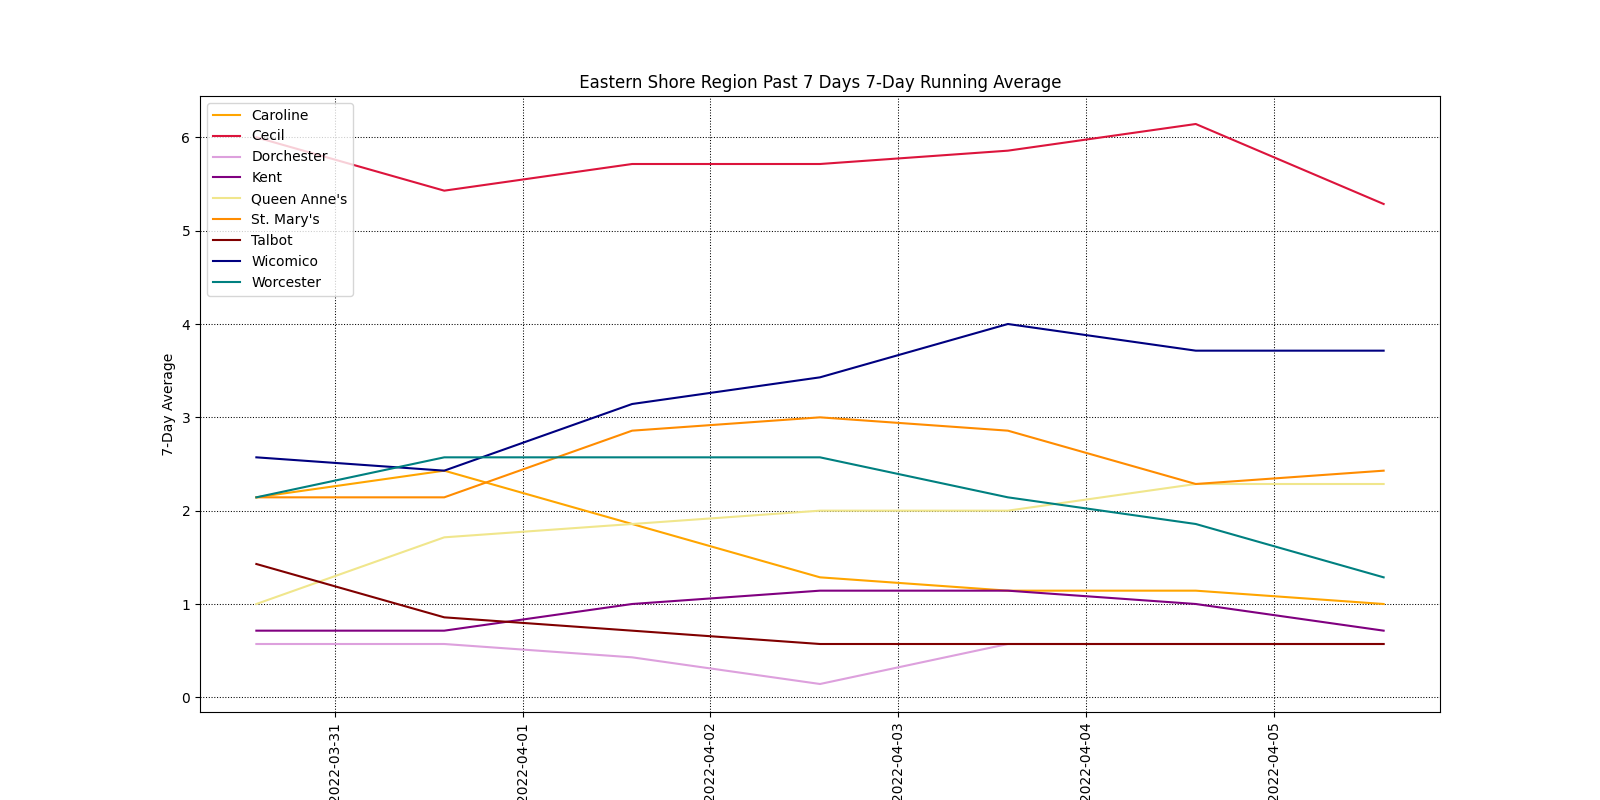 Eastern Shore Region Past 7 Days 7-Day Running Average
Caroline
Cecil
Dorchester
Kent
Queen Anne's
St. Mary's
Talbot
Wicomico
Worcester
7-Day Average
6
5
4
3
2
1
0
2022-03-31
2022-04-01
2022-04-02
2022-04-03
2022-04-04
2022-04-05